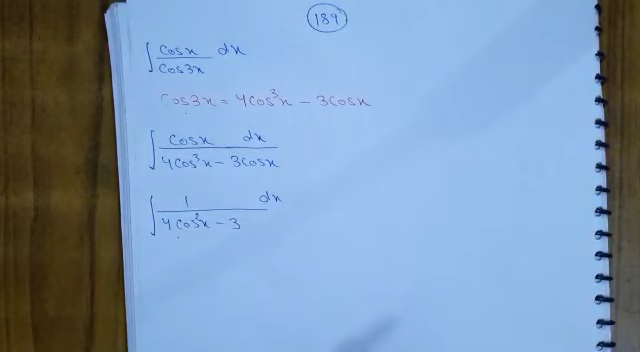 189
∫ cosx/cos3x dx
cos3x = 4cos³x - 3cosx
∫ cosx dx/4cos³x - 3cosx
∫ 1/4cos²x - 3 dx